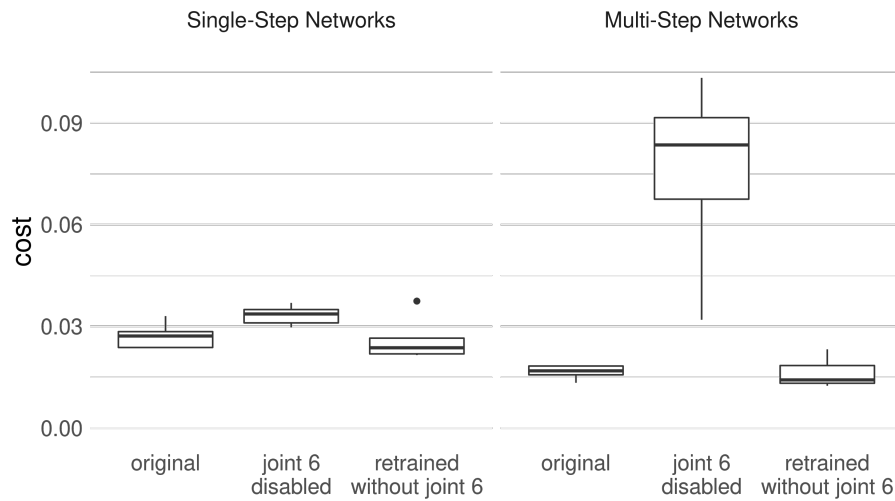 Single-Step Networks
Multi-Step Networks
cost
0.09
0.06
0.03
0.00
original
joint 6
disabled
retrained
without joint 6
original
joint 6
disabled
retrained
without joint 6